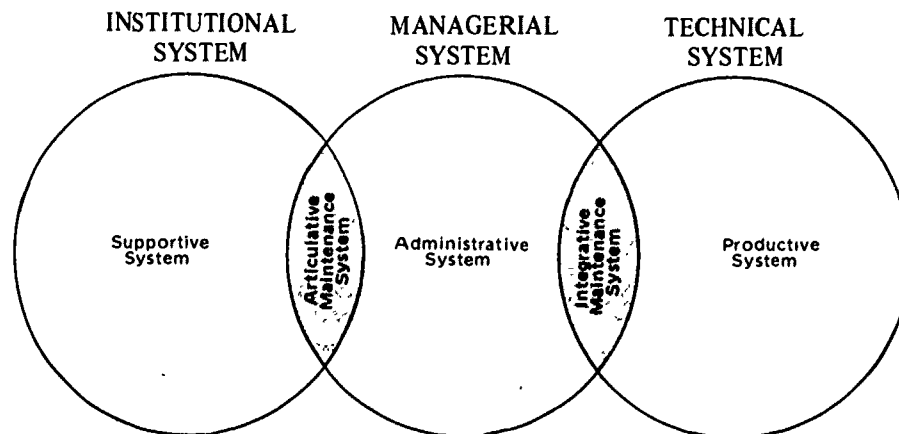 INSTITUTIONAL
SYSTEM
MANAGERIAL
SYSTEM
TECHNICAL
SYSTEM
Supportive
System
Articulative
Maintenance
System
Administrative
System
Integrative
Maintenance
System
Productive
System